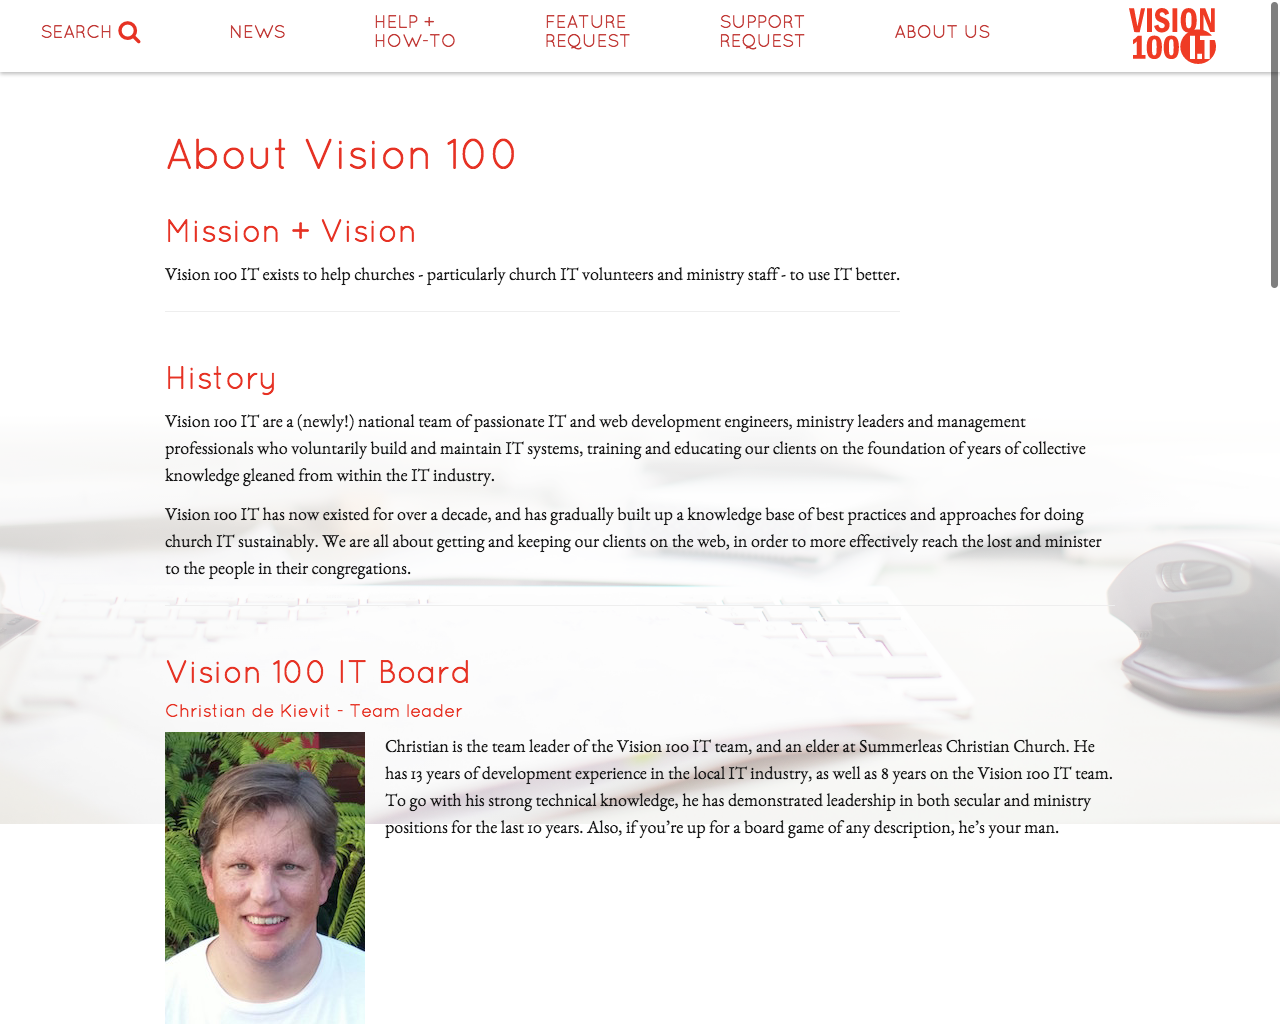 SEARCH
NEWS
HELP +
HOW-TO
FEATURE
REQUEST
SUPPORT
REQUEST
ABOUT US
VISION
100 I.T
About Vision 100
Mission + Vision
Vision 100 IT exists to help churches - particularly church IT volunteers and ministry staff - to use IT better.
History
Vision 100 IT are a (newly!) national team of passionate IT and web development engineers, ministry leaders and management
professionals who voluntarily build and maintain IT systems, training and educating our clients on the foundation of years of collective
knowledge gleaned from within the IT industry.
Vision 100 IT has now existed for over a decade, and has gradually built up a knowledge base of best practices and approaches for doing
church IT sustainably. We are all about getting and keeping our clients on the web, in order to more effectively reach the lost and minister
to the people in their congregations.
Vision 100 IT Board
Christian de Kievit - Team leader
Christian is the team leader of the Vision 100 IT team, and an elder at Summerleas Christian Church. He
has 13 years of development experience in the local IT industry, as well as 8 years on the Vision 100 IT team.
To go with his strong technical knowledge, he has demonstrated leadership in both secular and ministry
positions for the last 10 years. Also, if you’re up for a board game of any description, he’s your man.